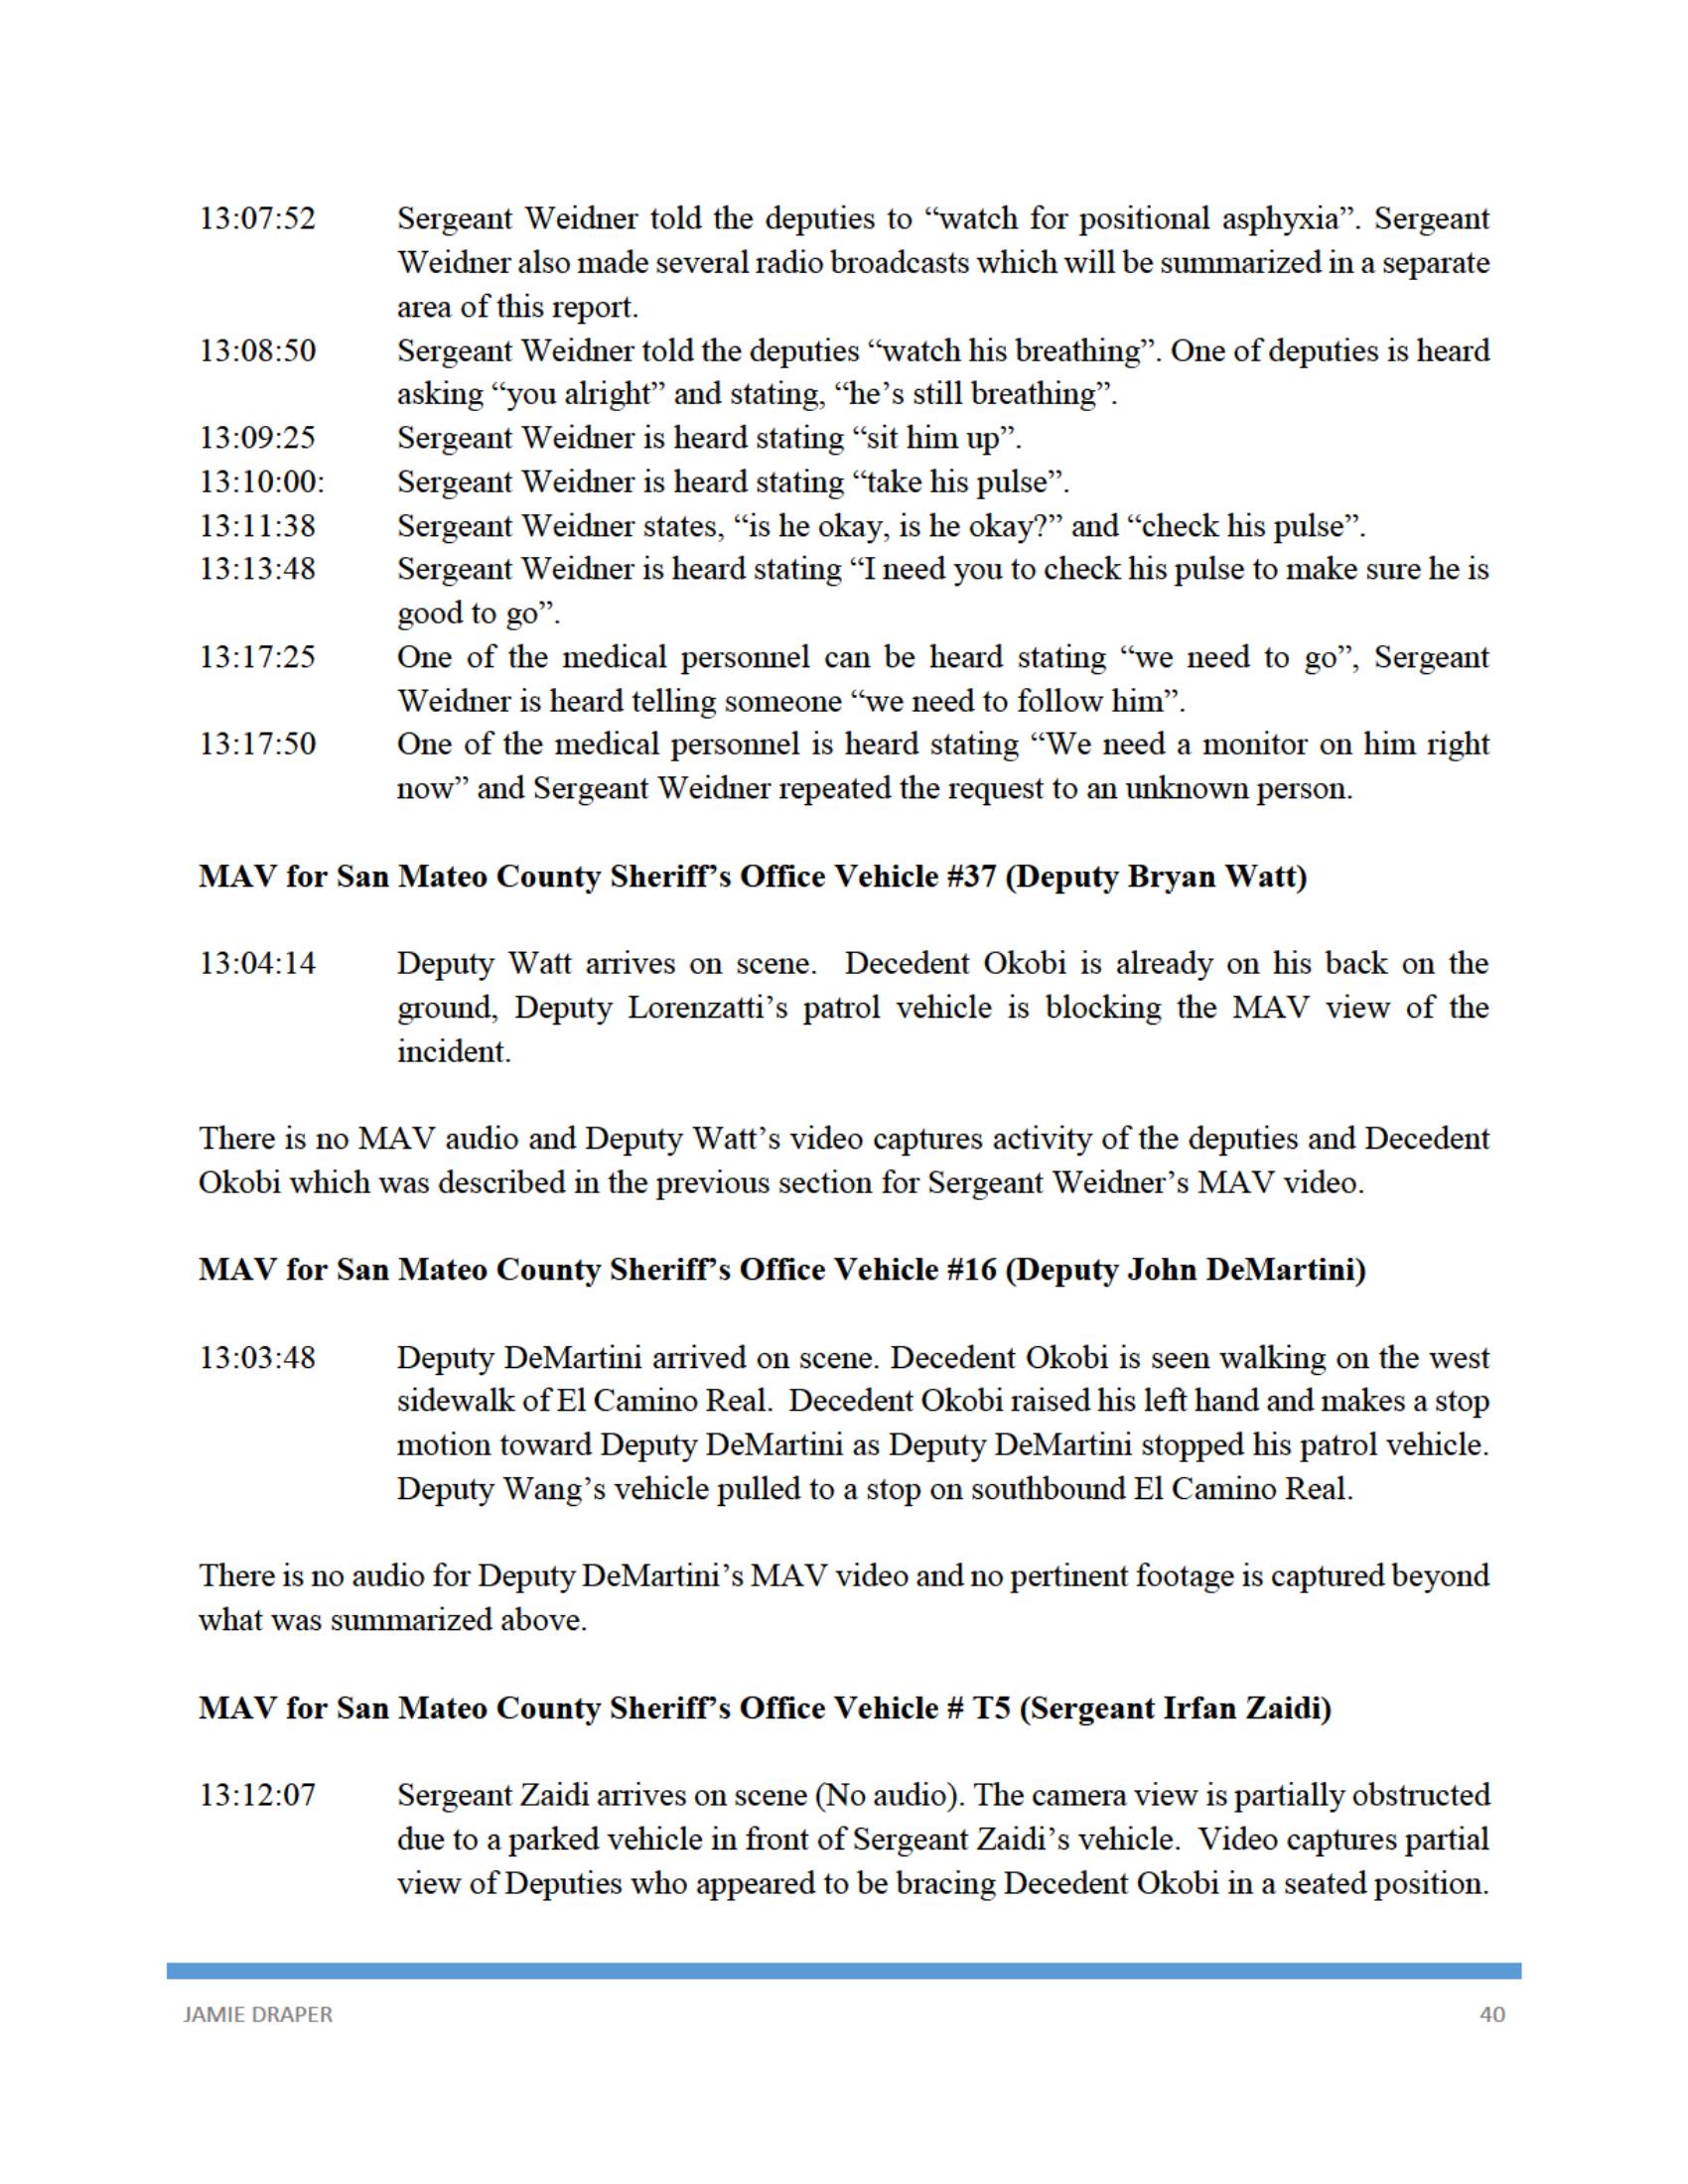 13:07:52 Sergeant Weidner told the deputies to “watch for positional asphyxia”. Sergeant
Weidner also made several radio broadcasts which will be summarized in a separate
area of this report.
13:08:50 Sergeant Weidner told the deputies “watch his breathing”. One of deputies is heard
asking “you alright” and stating, “he’s still breathing”.
13:09:25 Sergeant Weidner is heard stating “sit him up”.
13:10:00: Sergeant Weidner is heard stating “take his pulse”.
13:11:38 Sergeant Weidner states, “is he okay, is he okay?” and “check his pulse”.
13:13:48 Sergeant Weidner is heard stating “I need you to check his pulse to make sure he is
good to go”.
13:17:25 One of the medical personnel can be heard stating “we need to go”, Sergeant
Weidner is heard telling someone “we need to follow him”.
13:17:50 One of the medical personnel is heard stating “We need a monitor on him right
now” and Sergeant Weidner repeated the request to an unknown person.
MAV for San Mateo County Sheriff’s Office Vehicle #37 (Deputy Bryan Watt)
13:04:14 Deputy Watt arrives on scene. Decedent Okobi is already on his back on the
ground, Deputy Lorenzatti’s patrol vehicle is blocking the MAV view of the
incident.
There is no MAV audio and Deputy Watt’s video captures activity of the deputies and Decedent
Okobi which was described in the previous section for Sergeant Weidner’s MAV video.
MAV for San Mateo County Sheriff’s Office Vehicle #16 (Deputy John DeMartini)
13:03:48 Deputy DeMartini arrived on scene. Decedent Okobi is seen walking on the west
sidewalk of El Camino Real. Decedent Okobi raised his left hand and makes a stop
motion toward Deputy DeMartini as Deputy DeMartini stopped his patrol vehicle.
Deputy Wang’s vehicle pulled to a stop on southbound El Camino Real.
There is no audio for Deputy DeMartini’s MAV video and no pertinent footage is captured beyond
what was summarized above.
MAV for San Mateo County Sheriff’s Office Vehicle # T5 (Sergeant Irfan Zaidi)
13:12:07 Sergeant Zaidi arrives on scene (No audio). The camera view is partially obstructed
due to a parked vehicle in front of Sergeant Zaidi’s vehicle. Video captures partial
view of Deputies who appeared to be bracing Decedent Okobi in a seated position.
JAMIE DRAPER 40